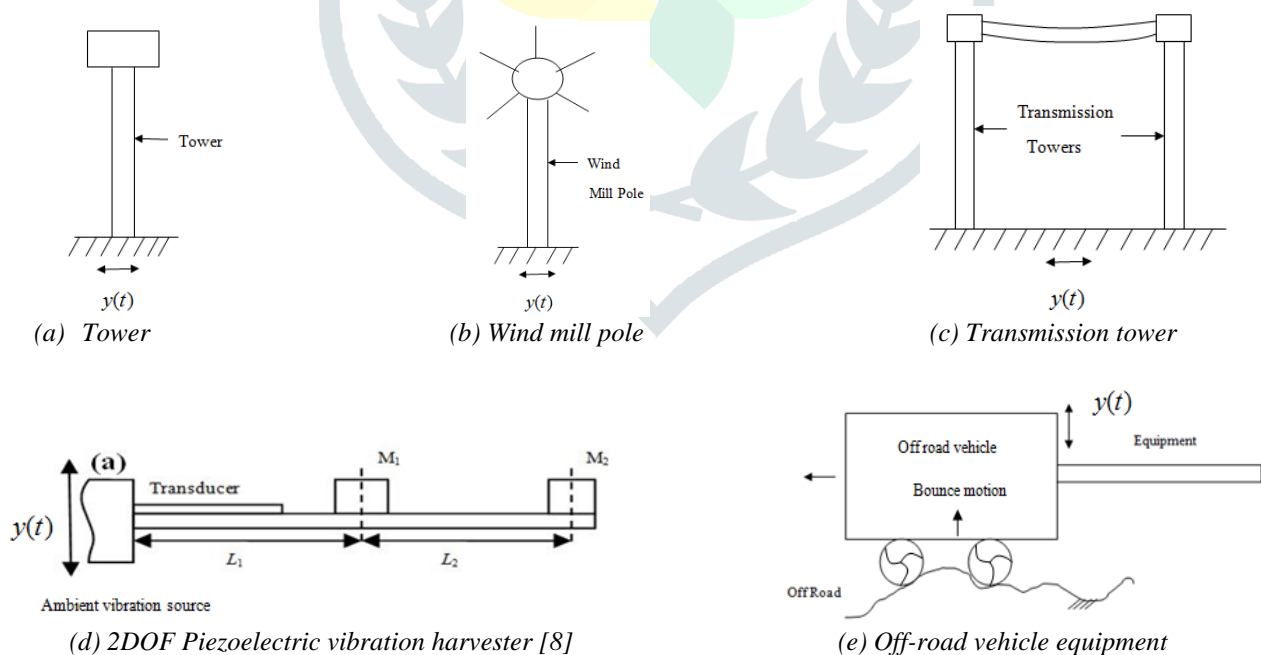 Tower
y(t)
(a) Tower
Wind
Mill Pole
y(t)
(b) Wind mill pole
Transmission
Towers
y(t)
(c) Transmission tower
(a)
M1
M2
Transducer
y(t)
L1
L2
Ambient vibration source
(d) 2DOF Piezoelectric vibration harvester [8]
y(t)
Equipment
Off road vehicle
Bounce motion
Off Road
(e) Off-road vehicle equipment